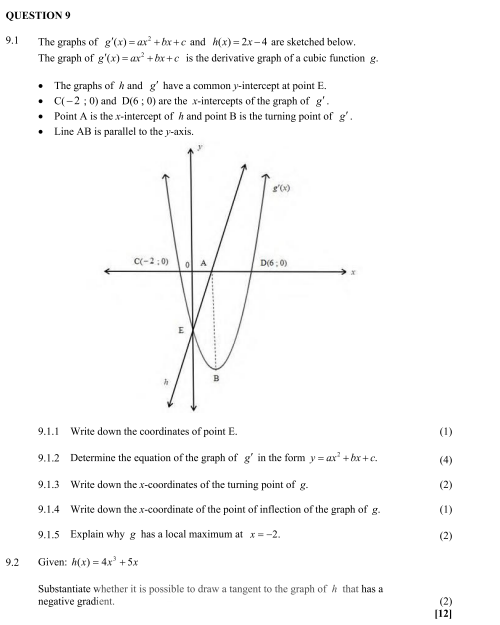 QUESTION 9
9.1 The graphs of g′(x) = ax² + bx + c and h(x) = 2x − 4 are sketched below.
The graph of g′(x) = ax² + bx + c is the derivative graph of a cubic function g.
• The graphs of h and g′ have a common y-intercept at point E.
• C(−2 ; 0) and D(6 ; 0) are the x-intercepts of the graph of g′.
• Point A is the x-intercept of h and point B is the turning point of g′.
• Line AB is parallel to the y-axis.
y
g′(x)
C(−2 ; 0) 0 A D(6 ; 0)
x
E
B
h
9.1.1 Write down the coordinates of point E. (1)
9.1.2 Determine the equation of the graph of g′ in the form y = ax² + bx + c. (4)
9.1.3 Write down the x-coordinates of the turning point of g. (2)
9.1.4 Write down the x-coordinate of the point of inflection of the graph of g. (1)
9.1.5 Explain why g has a local maximum at x = −2. (2)
9.2 Given: h(x) = 4x³ + 5x
Substantiate whether it is possible to draw a tangent to the graph of h that has a
negative gradient. (2)
[12]